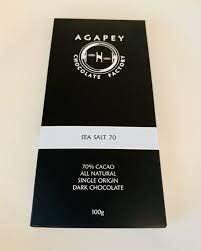 AGAPEY
CHOCOLATE FACTORY
SEA SALT 70
70% CACAO
ALL NATURAL
SINGLE ORIGIN
DARK CHOCOLATE
100g